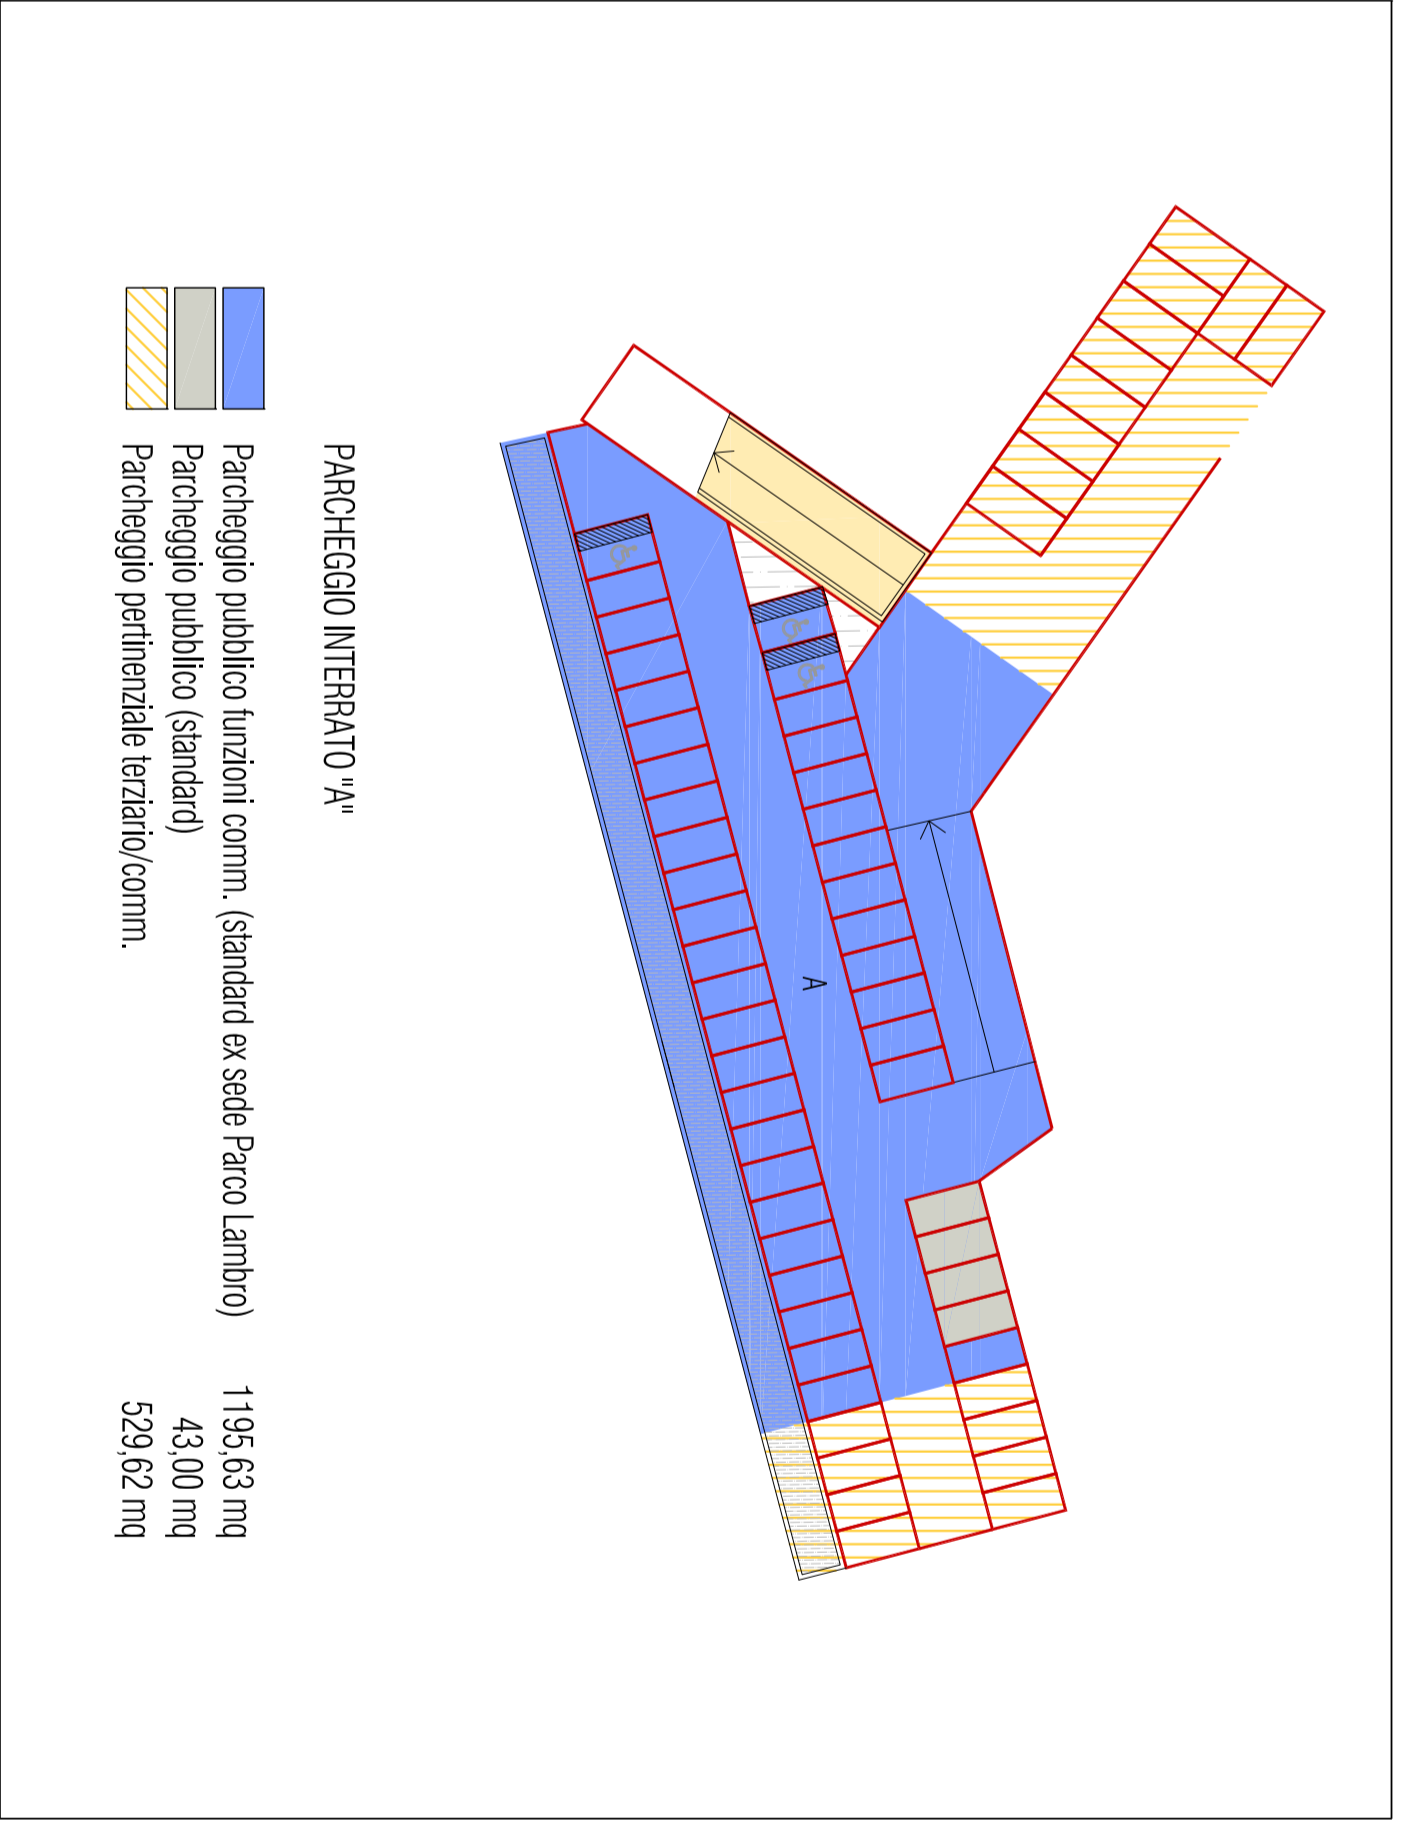 A
PARCHEGGIO INTERRATO "A"
Parcheggio pubblico funzioni comm. (standard ex sede Parco Lambro) 1195,63 mq
Parcheggio pubblico (standard) 43,00 mq
Parcheggio pertinenziale terziario/comm. 529,62 mq